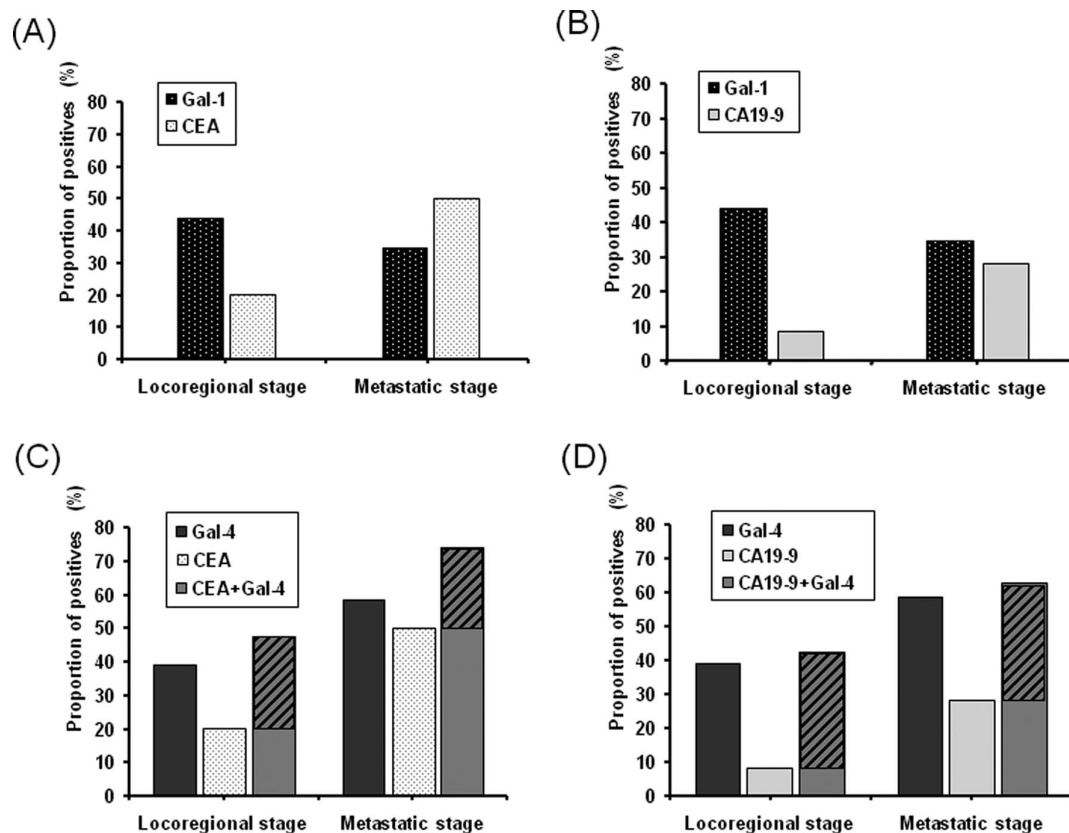 (A)
Proportion of positives (%)
80
70
60
50
40
30
20
10
0
Gal-1
CEA
Locoregional stage
Metastatic stage
(B)
Proportion of positives (%)
80
70
60
50
40
30
20
10
0
Gal-1
CA19-9
Locoregional stage
Metastatic stage
(C)
Proportion of positives (%)
80
70
60
50
40
30
20
10
0
Gal-4
CEA
CEA+Gal-4
Locoregional stage
Metastatic stage
(D)
Proportion of positives (%)
80
70
60
50
40
30
20
10
0
Gal-4
CA19-9
CA19-9+Gal-4
Locoregional stage
Metastatic stage